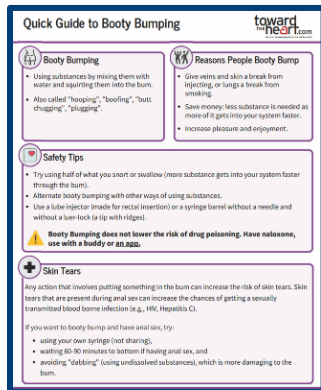 Quick Guide to Booty Bumping
toward
THE heart.com
Booty Bumping
• Using substances by mixing them with
water and squirting them into the bum.
• Also called "hooping", "boofing", "butt
chugging", "plugging".
Reasons People Booty Bump
• Give veins and skin a break from
injecting, or lungs a break from
smoking.
• Save money: less substance is needed as
more of it gets into your system faster.
• Increase pleasure and enjoyment.
Safety Tips
• Try using half of what you snort or swallow (more substance gets into your system faster
through the bum).
• Alternate booty bumping with other ways of using substances.
• Use a lube injector (made for rectal insertion) or a syringe barrel without a needle and
without a luer-lock (a tip with ridges).
Booty Bumping does not lower the risk of drug poisoning. Have naloxone,
use with a buddy or an app.
Skin Tears
Any action that involves putting something in the bum can increase the risk of skin tears. Skin
tears that are present during anal sex can increase the chances of getting a sexually
transmitted blood borne infection (e.g., HIV, Hepatitis C).
If you want to booty bump and have anal sex, try:
• using your own syringe (not sharing),
• waiting 60-90 minutes to bottom if having anal sex, and
• avoiding "dabbing" (using undissolved substances), which is more damaging to the
bum.